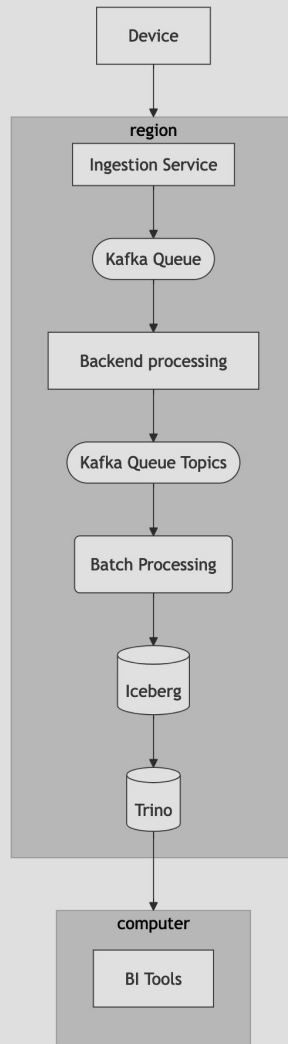 Device
region
Ingestion Service
Kafka Queue
Backend processing
Kafka Queue Topics
Batch Processing
Iceberg
Trino
computer
BI Tools